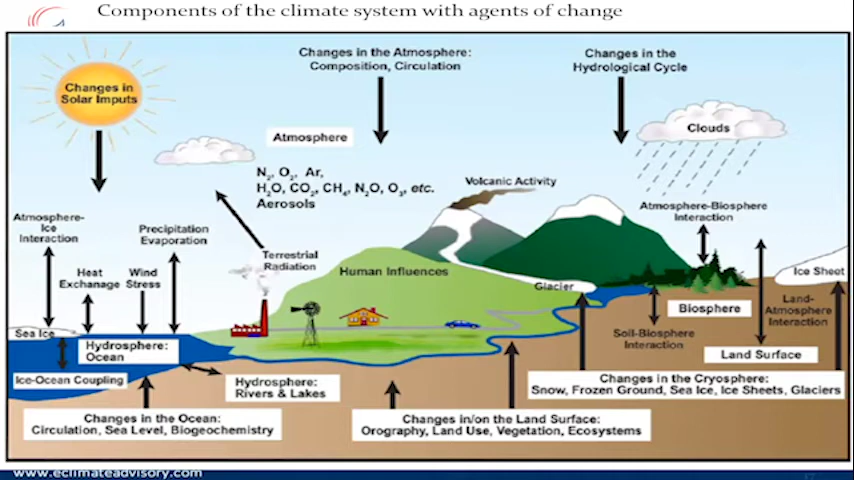 Components of the climate system with agents of change
Changes in the Atmosphere:
Composition, Circulation
Changes in the
Hydrological Cycle
Changes in
Solar Imputs
Clouds
Atmosphere
N2, O2, Ar,
H2O, CO2, CH4, N2O, O3, etc.
Aerosols
Volcanic Activity
Atmosphere-
Ice
Interaction
Precipitation
Evaporation
Atmosphere-Biosphere
Interaction
Terrestrial
Radiation
Heat
Exchanage
Wind
Stress
Human Influences
Glacier
Ice Sheet
Land-
Atmosphere
Interaction
Biosphere
Soil-Biosphere
Interaction
Land Surface
Sea Ice
Hydrosphere:
Ocean
Ice-Ocean Coupling
Hydrosphere:
Rivers & Lakes
Changes in the Cryosphere:
Snow, Frozen Ground, Sea Ice, Ice Sheets, Glaciers
Changes in the Ocean:
Circulation, Sea Level, Biogeochemistry
Changes in/on the Land Surface:
Orography, Land Use, Vegetation, Ecosystems
www.eclimateadvisory.com
17